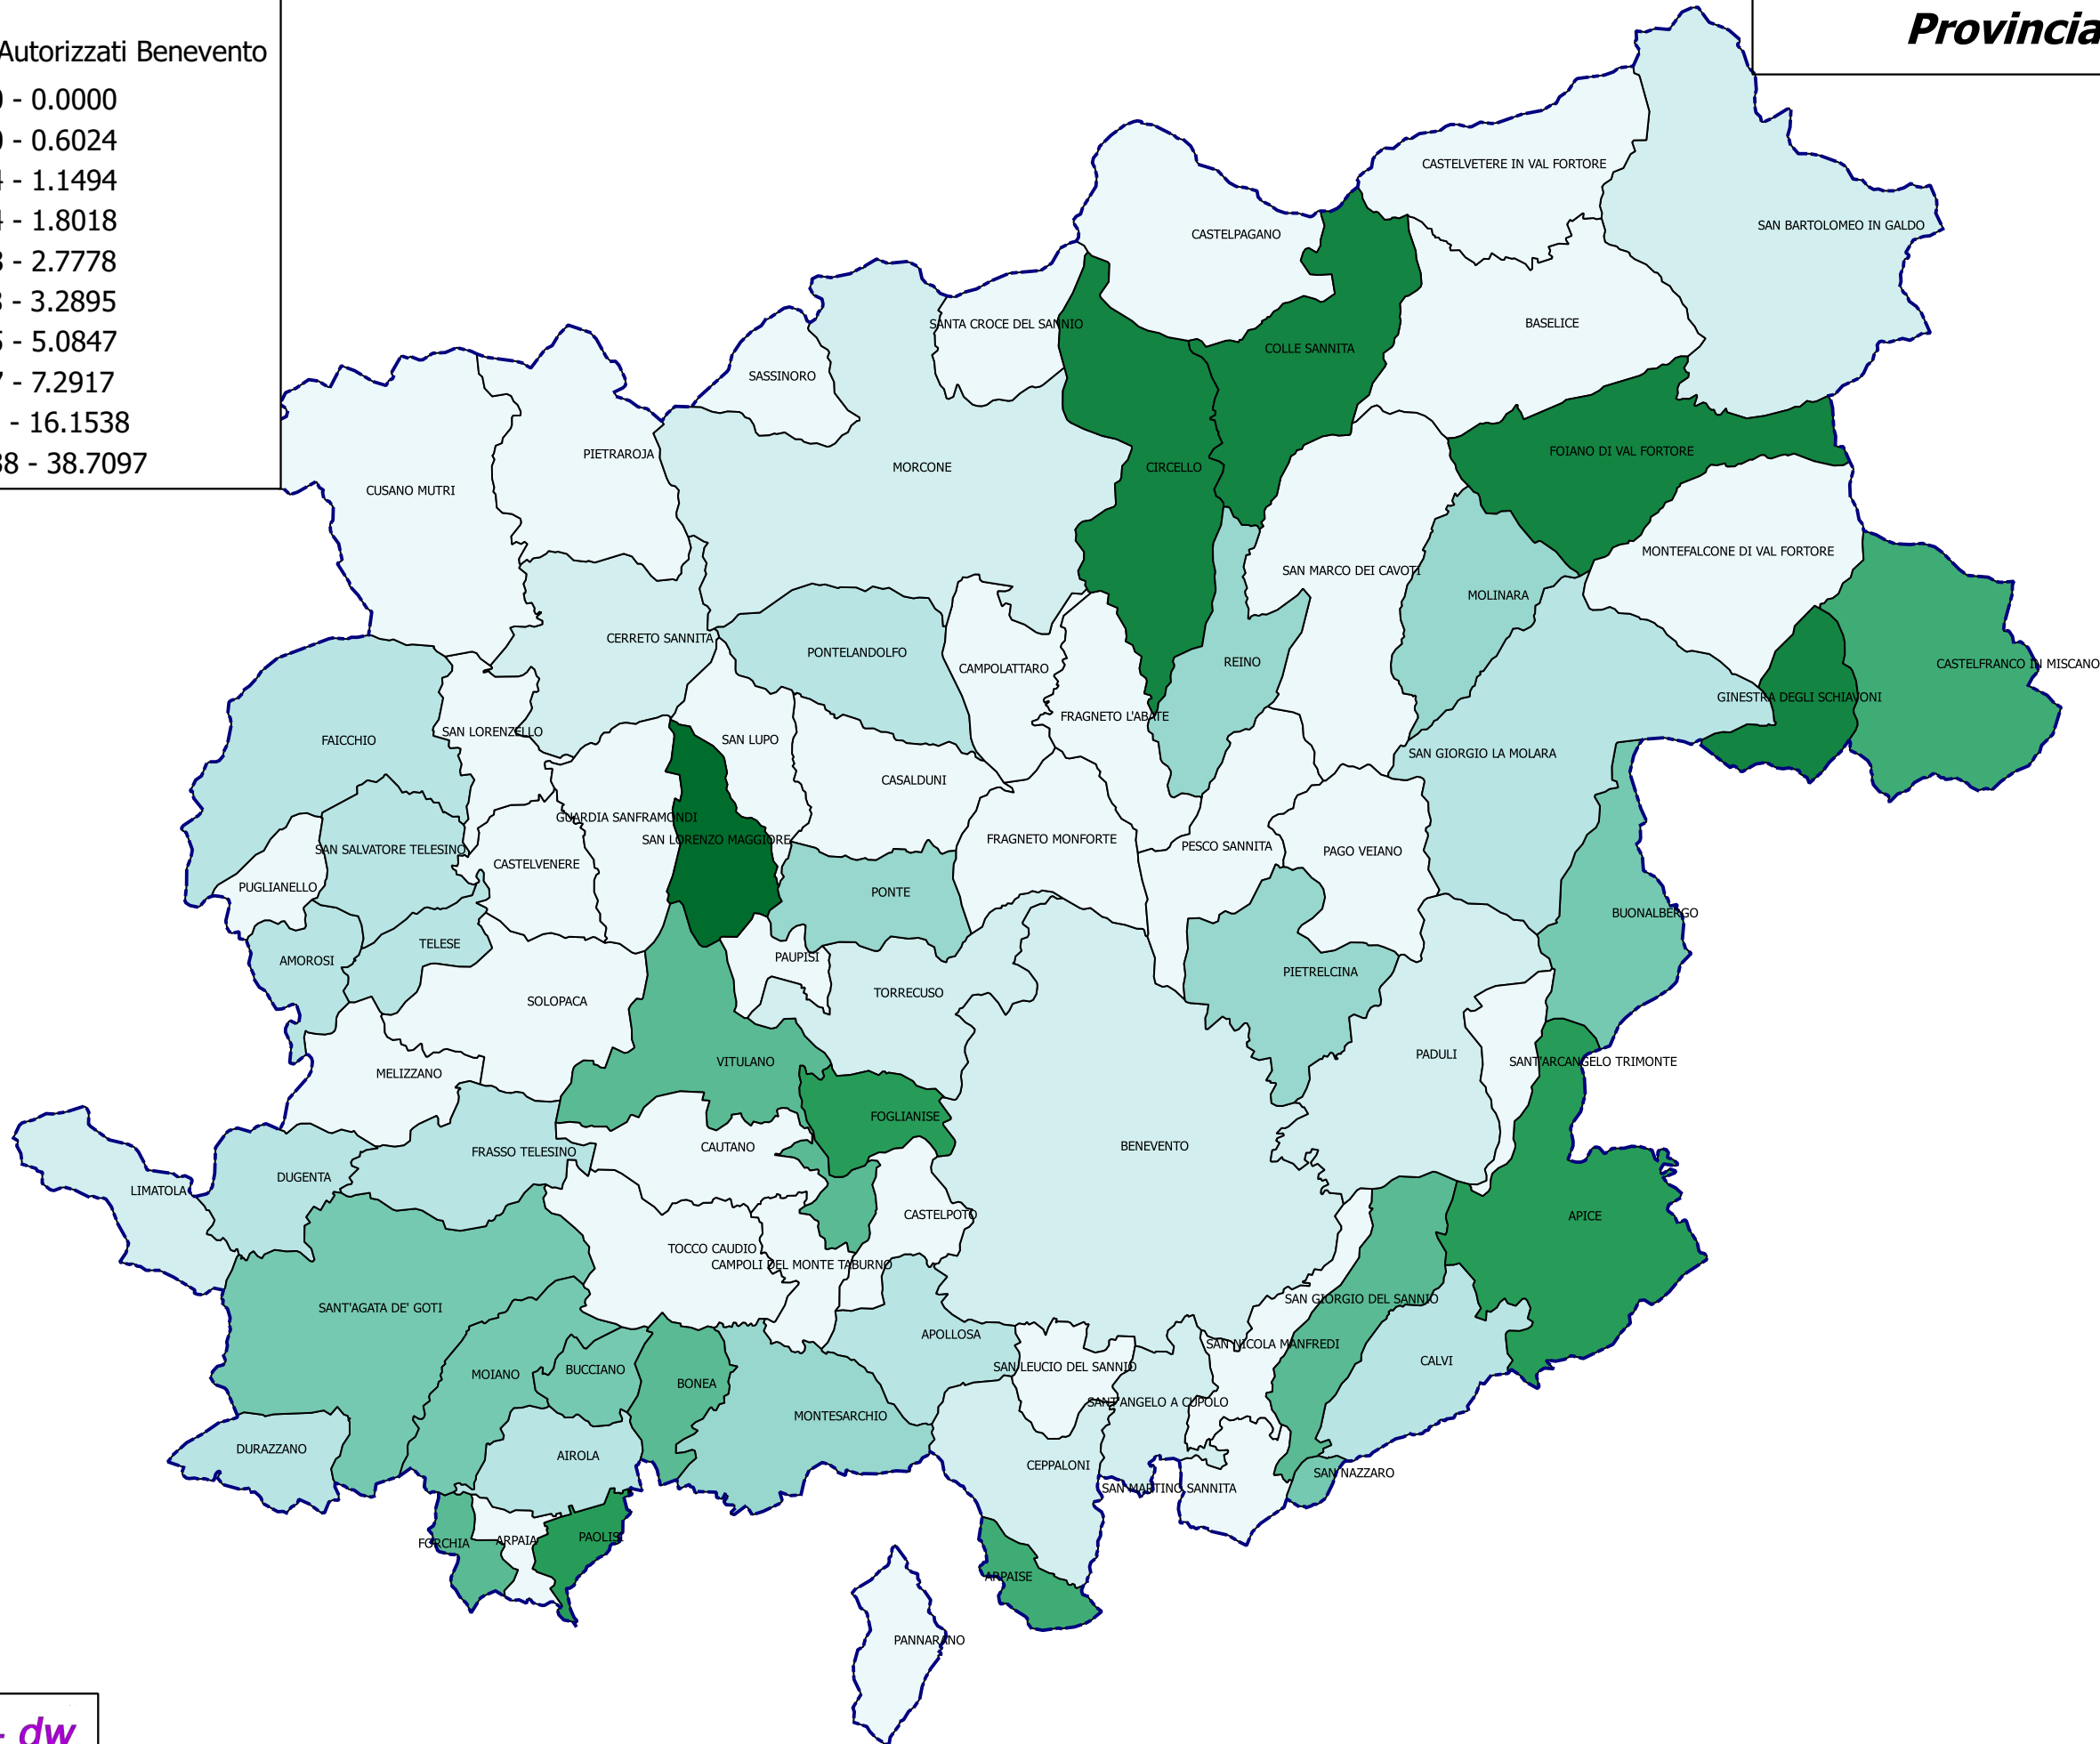 Provincia
Autorizzati Benevento
0 - 0.0000
0 - 0.6024
4 - 1.1494
4 - 1.8018
8 - 2.7778
8 - 3.2895
5 - 5.0847
7 - 7.2917
- 16.1538
38 - 38.7097
CASTELVETERE IN VAL FORTORE
SAN BARTOLOMEO IN GALDO
CASTELPAGANO
SANTA CROCE DEL SANNIO
BASELICE
COLLE SANNITA
SASSINORO
PIETRAROJA
FOIANO DI VAL FORTORE
MORCONE
CIRCELLO
CUSANO MUTRI
MONTEFALCONE DI VAL FORTORE
SAN MARCO DEI CAVOTI
MOLINARA
CERRETO SANNITA
PONTELANDOLFO
REINO
CASTELFRANCO IN MISCANO
CAMPOLATTARO
GINESTRA DEGLI SCHIAVONI
FRAGNETO L'ABATE
SAN LORENZELLO
FAICCHIO
SAN LUPO
SAN GIORGIO LA MOLARA
CASALDUNI
GUARDIA SANFRAMONDI
SAN LORENZO MAGGIORE
FRAGNETO MONFORTE
PESCO SANNITA
SAN SALVATORE TELESINO
PAGO VEIANO
CASTELVENERE
PUGLIANELLO
PONTE
BUONALBERGO
TELESE
PAUPISI
AMOROSI
PIETRELCINA
TORRECUSO
SOLOPACA
PADULI
VITULANO
SANT'ARCANGELO TRIMONTE
MELIZZANO
FOGLIANISE
CAUTANO
BENEVENTO
FRASSO TELESINO
DUGENTA
LIMATOLA
CASTELPOTO
APICE
TOCCO CAUDIO
CAMPOLI DEL MONTE TABURNO
SAN GIORGIO DEL SANNIO
SANT'AGATA DE' GOTI
APOLLOSA
SAN NICOLA MANFREDI
CALVI
SAN LEUCIO DEL SANNIO
BUCCIANO
MOIANO
BONEA
SANT'ANGELO A CUPOLO
MONTESARCHIO
DURAZZANO
AIROLA
CEPPALONI
SAN NAZZARO
SAN MARTINO SANNITA
PAOLISI
ARPAIA
FORCHIA
ARPAISE
PANNARANO
- dw